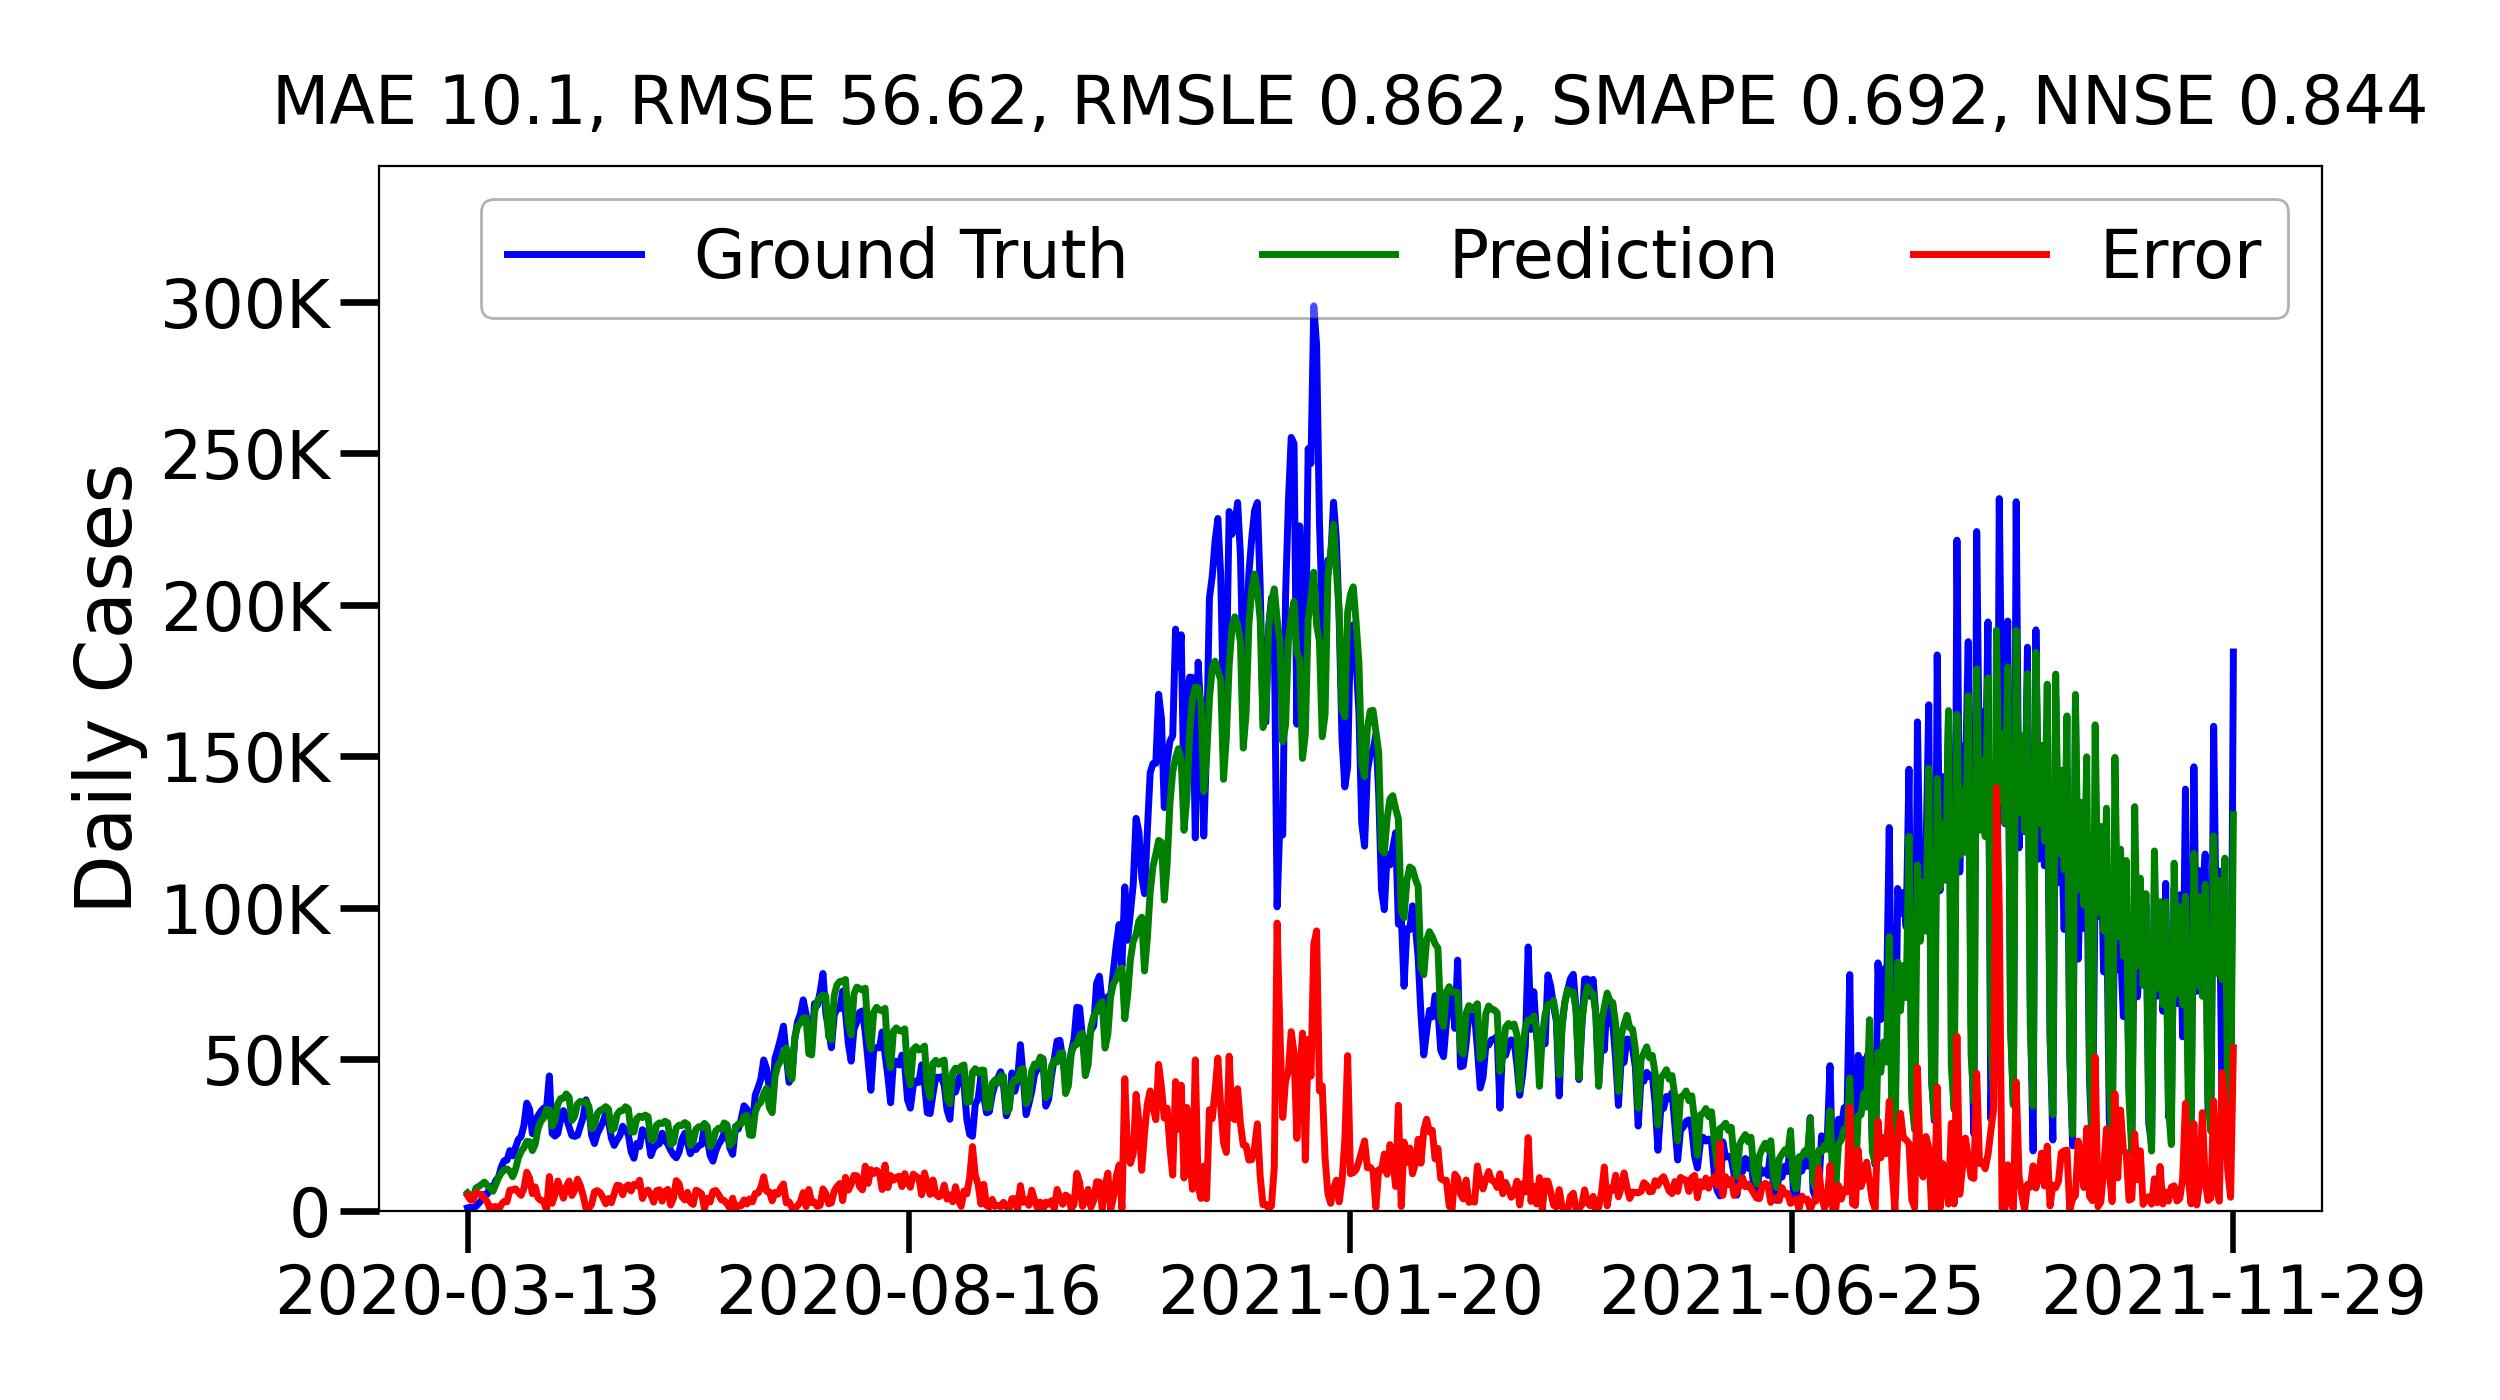 MAE 10.1, RMSE 56.62, RMSLE 0.862, SMAPE 0.692, NNSE 0.844
Ground Truth Prediction Error
300K
250K
200K
150K
100K
50K
0
Daily Cases
2020-03-13 2020-08-16 2021-01-20 2021-06-25 2021-11-29